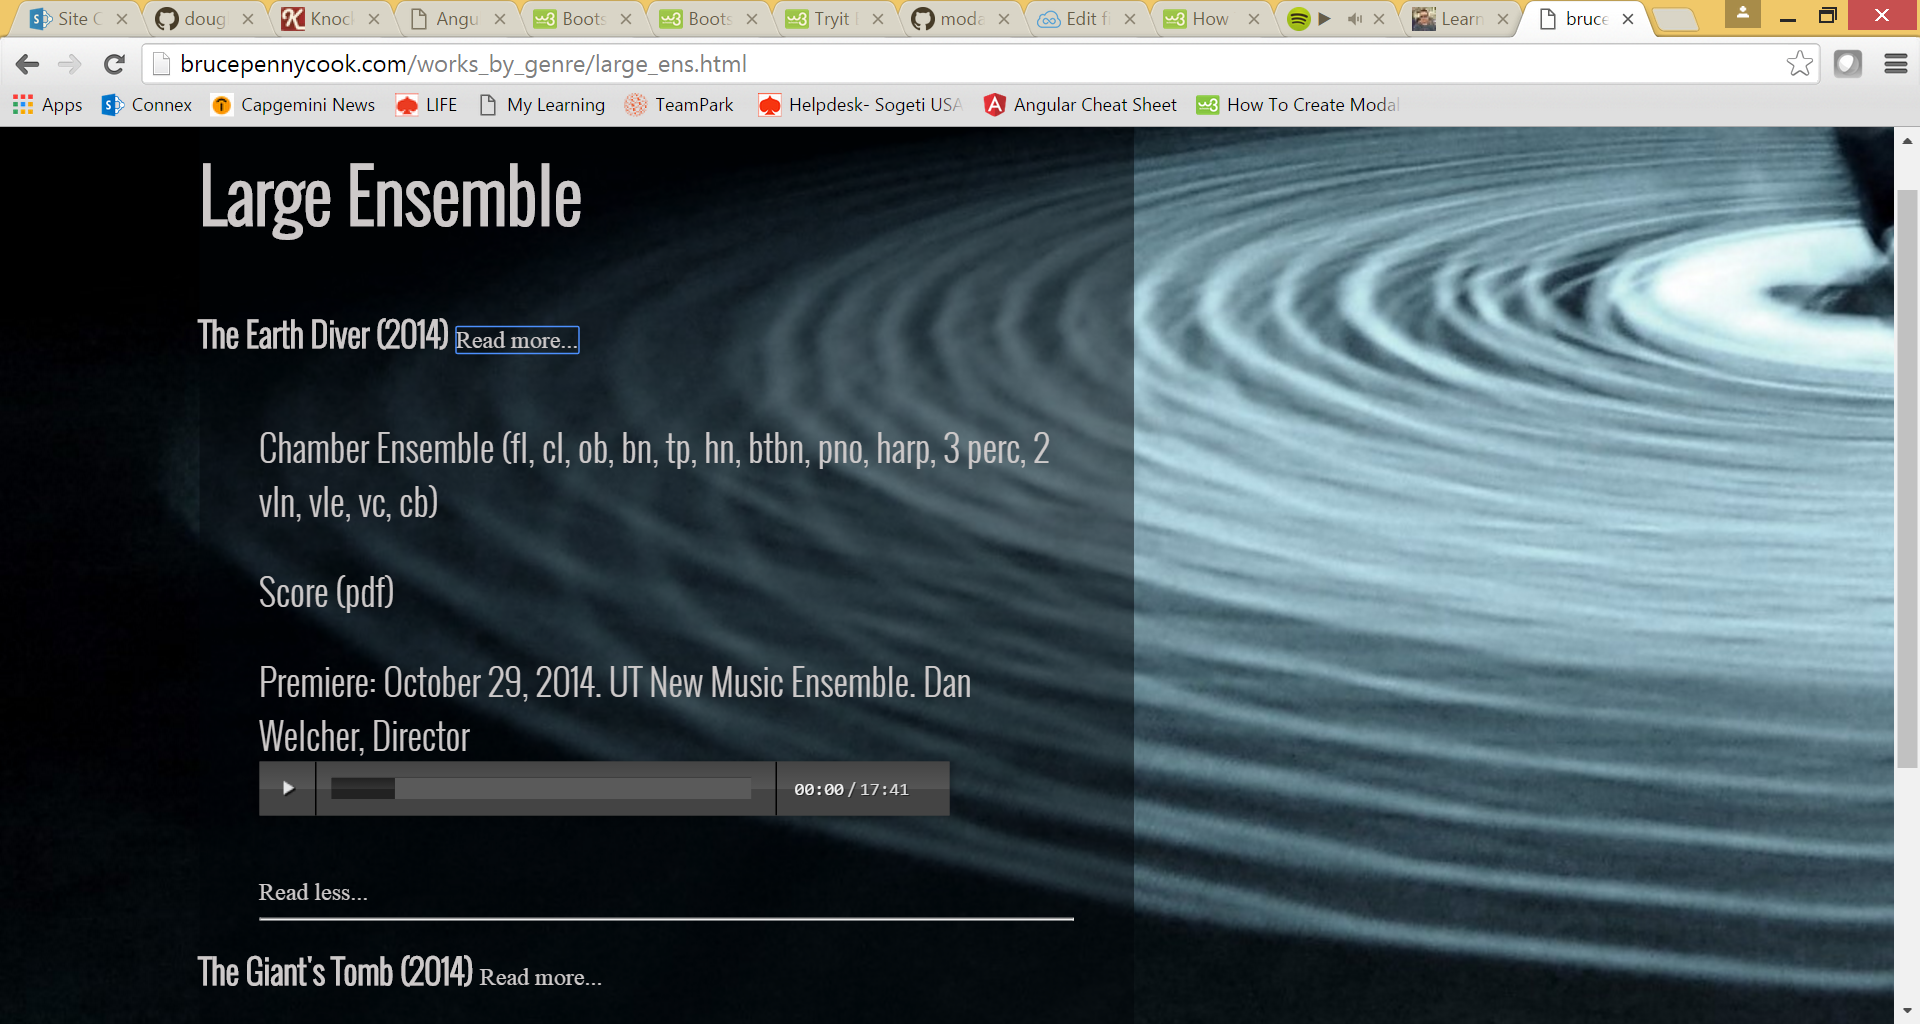 Site C
doug
Knoc
Angu
Boots
Boots
Tryit
moda
Edit f
How
Learn
bruce
brucepennycook.com/works_by_genre/large_ens.html
Apps
Connex
Capgemini News
LIFE
My Learning
TeamPark
Helpdesk- Sogeti USA
Angular Cheat Sheet
How To Create Modal
Large Ensemble
The Earth Diver (2014) Read more...
Chamber Ensemble (fl, cl, ob, bn, tp, hn, btbn, pno, harp, 3 perc, 2
vln, vle, vc, cb)
Score (pdf)
Premiere: October 29, 2014. UT New Music Ensemble. Dan
Welcher, Director
00:00 / 17:41
Read less...
The Giant's Tomb (2014) Read more...